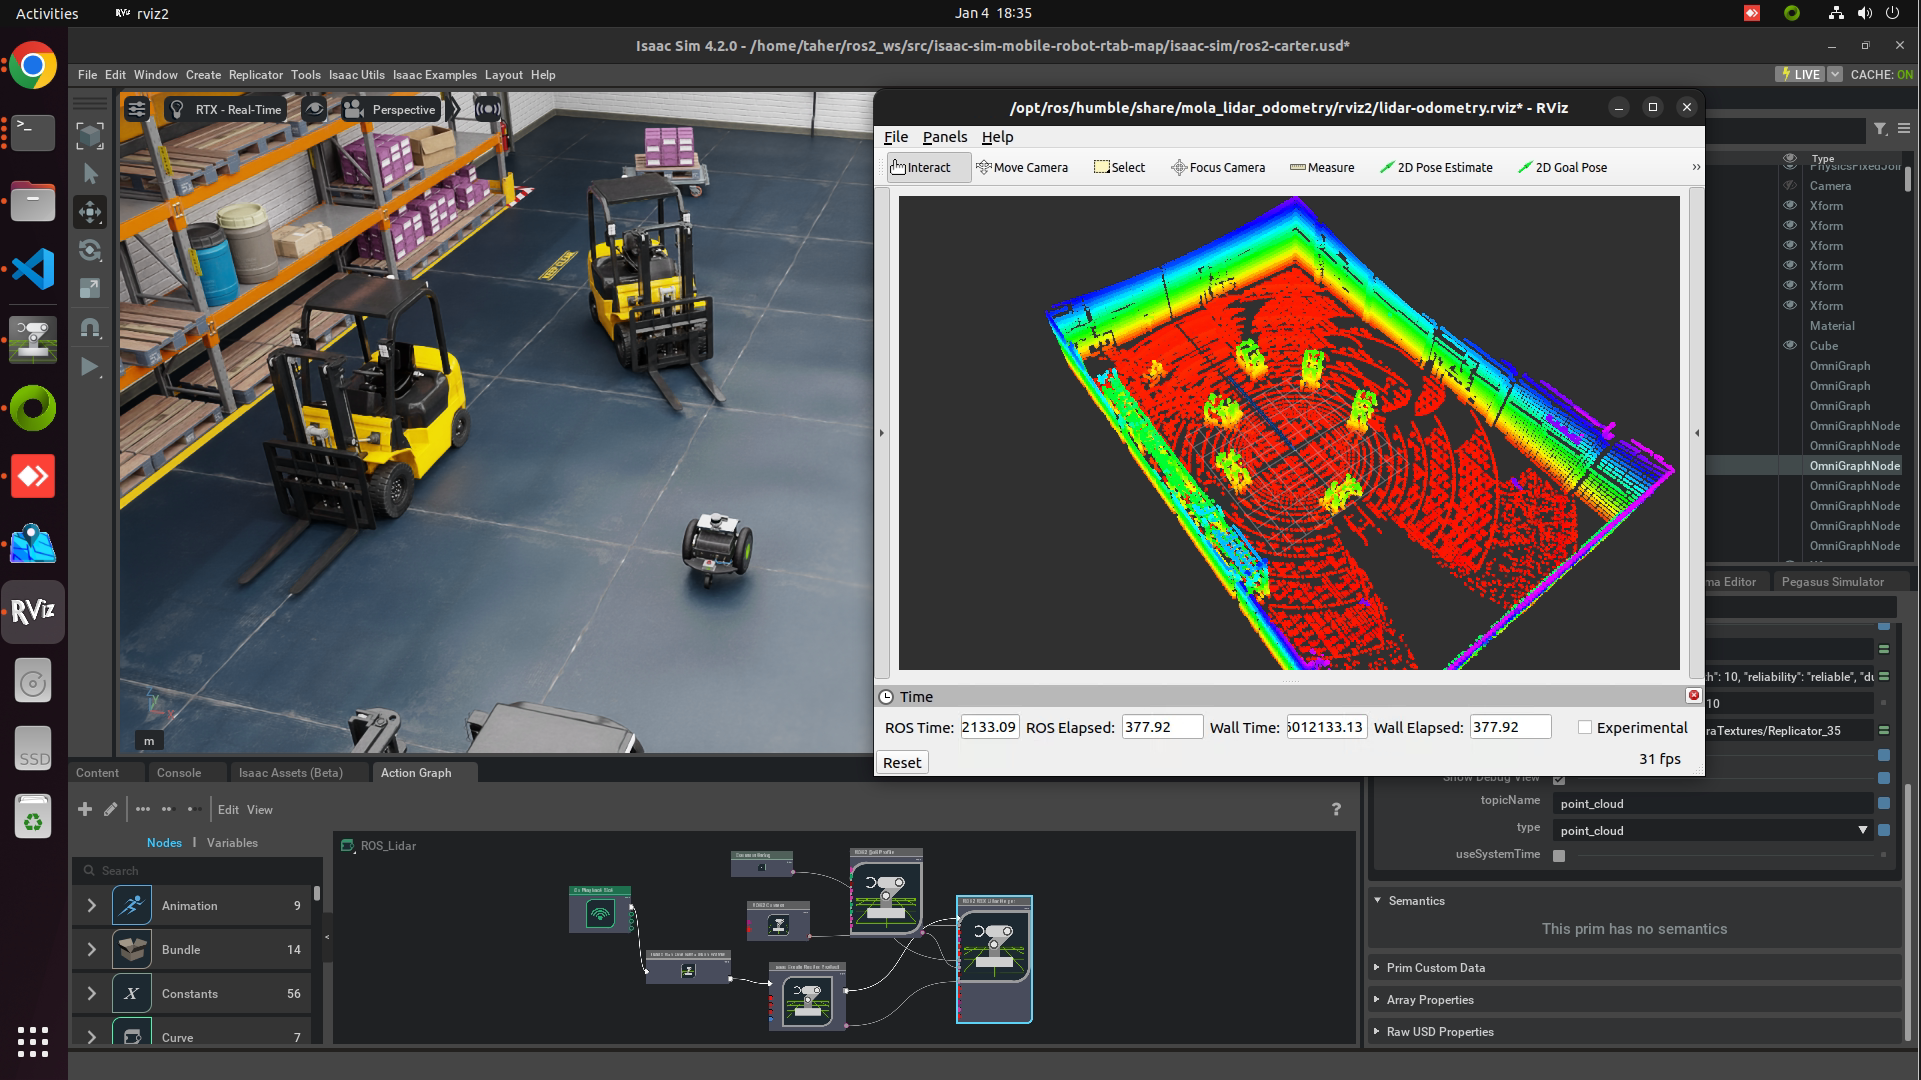 Activities
rviz2
Jan 4 18:35
Isaac Sim 4.2.0 - /home/taher/ros2_ws/src/isaac-sim-mobile-robot-rtab-map/isaac-sim/ros2-carter.usd*
File Edit Window Create Replicator Tools Isaac Utils Isaac Examples Layout Help
LIVE
CACHE: ON
RTX - Real-Time
Perspective
/opt/ros/humble/share/mola_lidar_odometry/rviz2/lidar-odometry.rviz* - RViz
File Panels Help
Interact
Move Camera
Select
Focus Camera
Measure
2D Pose Estimate
2D Goal Pose
Type
PhysicsFixedJoin
Camera
Xform
Xform
Xform
Xform
Xform
Xform
Material
Cube
OmniGraph
OmniGraph
OmniGraph
OmniGraphNode
OmniGraphNode
OmniGraphNode
OmniGraphNode
OmniGraphNode
OmniGraphNode
OmniGraphNode
ma Editor
Pegasus Simulator
RViz
SSD
m
Time
ROS Time: 2133.09
ROS Elapsed: 377.92
Wall Time: 6012133.13
Wall Elapsed: 377.92
Experimental
Reset
31 fps
h": 10, "reliability": "reliable", "du
10
raTextures/Replicator_35
Show Debug View
topicName
point_cloud
type
point_cloud
useSystemTime
Semantics
This prim has no semantics
Prim Custom Data
Array Properties
Raw USD Properties
Content
Console
Isaac Assets (Beta)
Action Graph
Edit View
?
Nodes | Variables
Search
Animation 9
Bundle 14
Constants 56
Curve 7
ROS_Lidar